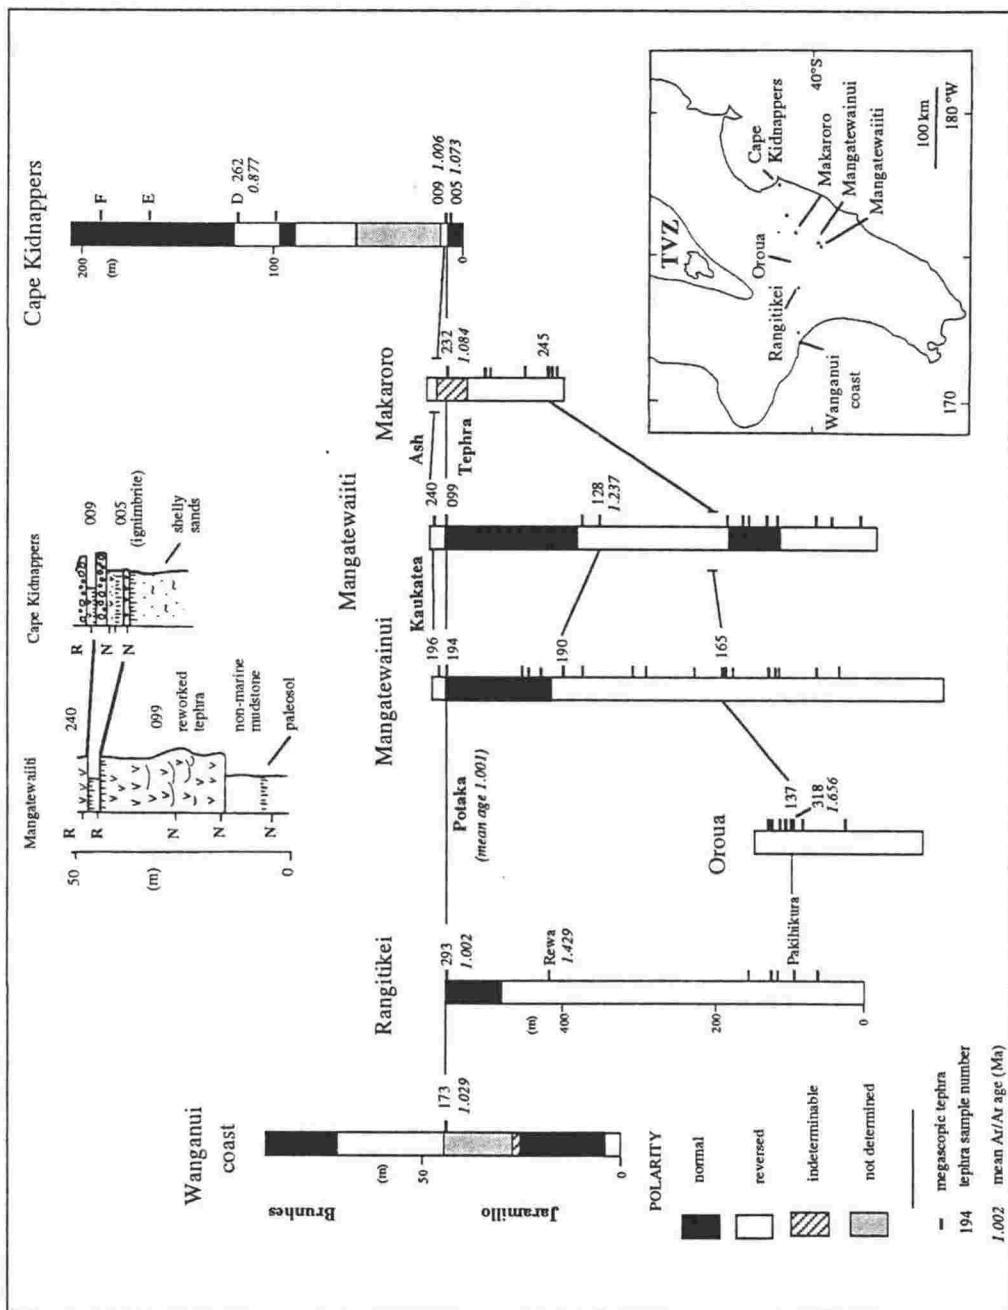 Mangatewaiiti
Cape Kidnappers
240
009
099
reworked
tephra
005
(ignimbrite)
non-marine
mudstone
shelly
sands
paleosol
50
(m)
0
R
R
N
N
N
R
N
N
Wanganui
coast
Rangitikei
Oroua
Mangatewainui
Mangatewaiiti
Makaroro
Cape Kidnappers
Brunhes
Jaramillo
173
1.029
(m)
50
0
293
1.002
Rewa
1.429
(m)
400
200
0
Pakihikura
Potaka
(mean age 1.001)
137
318
1.656
196
194
190
165
Kaukatea
Ash
Tephra
240
099
128
1.237
232
1.084
245
200
(m)
100
0
F
E
D 262
0.877
009 1.006
005 1.073
POLARITY
normal
reversed
indeterminable
not determined
megascopic tephra
194 tephra sample number
1.002 mean Ar/Ar age (Ma)
TVZ
Wanganui
coast
Rangitikei
Oroua
Cape
Kidnappers
Makaroro
Mangatewainui
Mangatewaiiti
40°S
100 km
170
180 °W